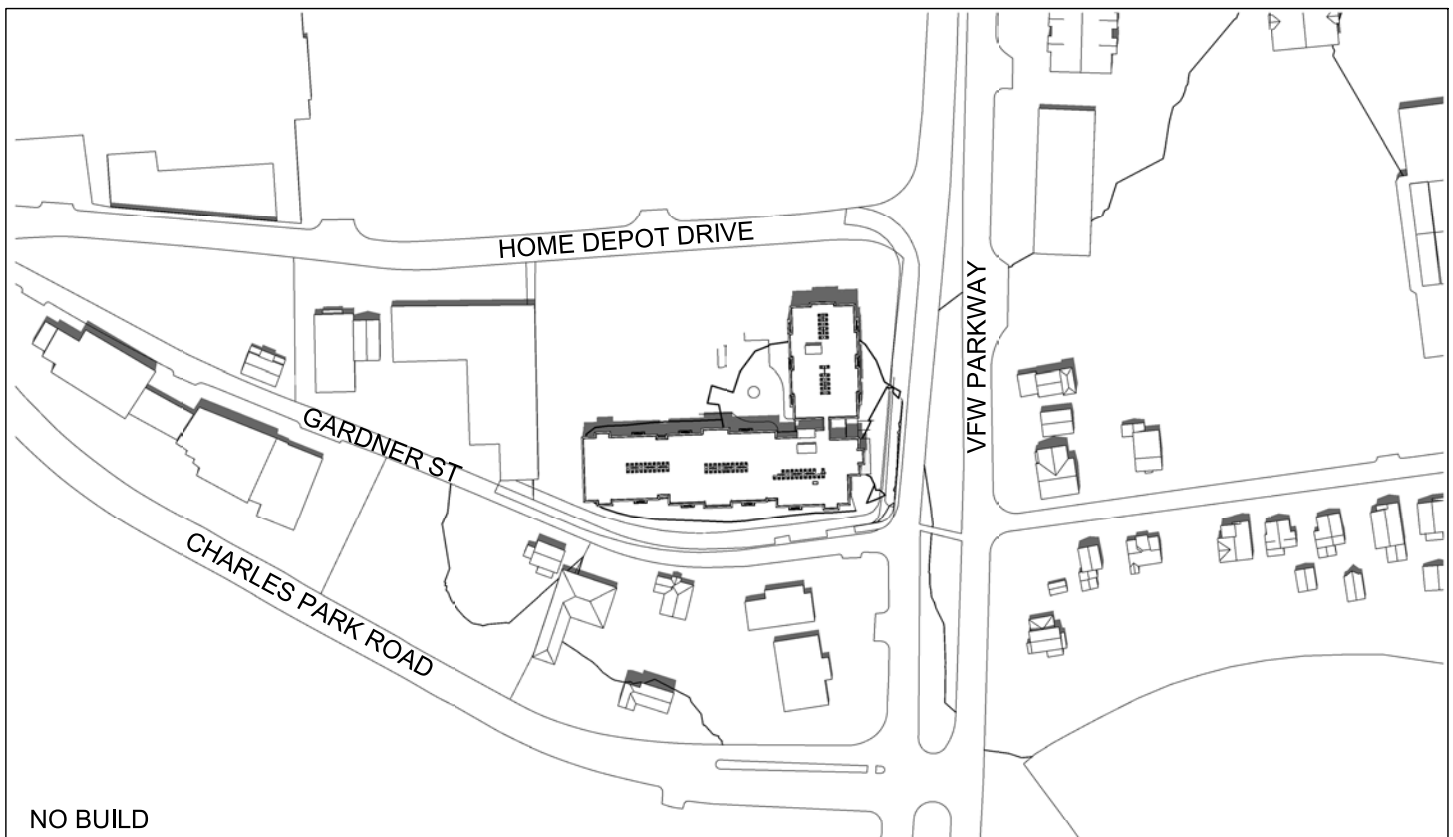 HOME DEPOT DRIVE
VFW PARKWAY
GARDNER ST
CHARLES PARK ROAD
NO BUILD